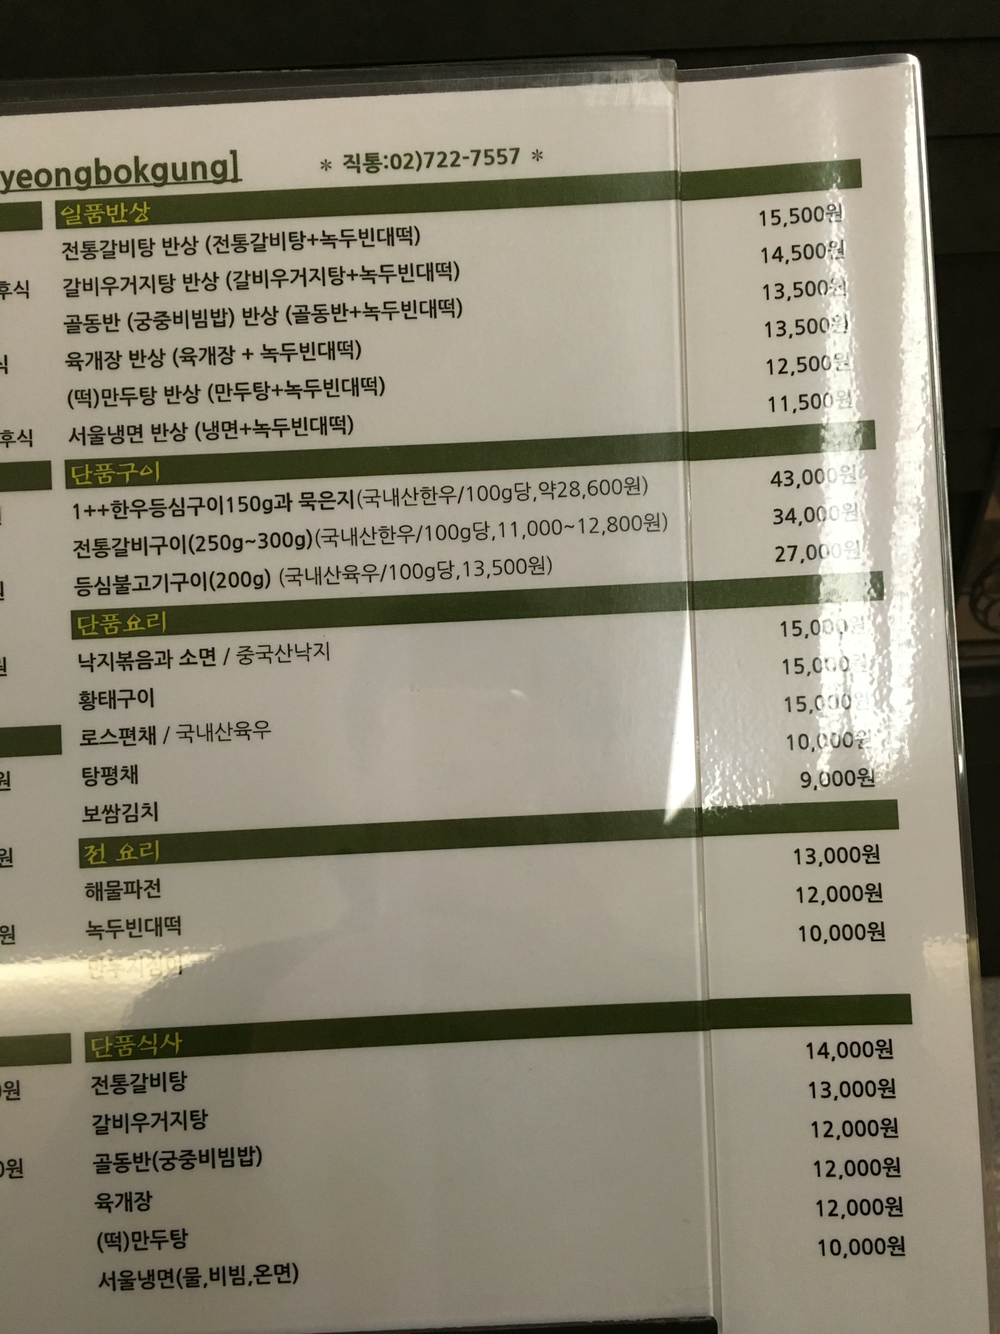 yeongbokgung]
* 직통:02)722-7557 *
일품반상
전통갈비탕 반상 (전통갈비탕+녹두빈대떡) 15,500원
갈비우거지탕 반상 (갈비우거지탕+녹두빈대떡) 14,500원
골동반 (궁중비빔밥) 반상 (골동반+녹두빈대떡) 13,500원
육개장 반상 (육개장 + 녹두빈대떡) 13,500원
(떡)만두탕 반상 (만두탕+녹두빈대떡) 12,500원
서울냉면 반상 (냉면+녹두빈대떡) 11,500원
단품구이
1++한우등심구이150g과 묵은지(국내산한우/100g당,약28,600원) 43,000원
전통갈비구이(250g~300g)(국내산한우/100g당,11,000~12,800원) 34,000원
등심불고기구이(200g) (국내산육우/100g당,13,500원) 27,000원
단품요리
낙지볶음과 소면 / 중국산낙지 15,000원
황태구이 15,000원
로스편채 / 국내산육우 15,000원
탕평채 10,000원
보쌈김치 9,000원
전 요리
해물파전 13,000원
녹두빈대떡 12,000원
10,000원
단품식사
전통갈비탕 14,000원
갈비우거지탕 13,000원
골동반(궁중비빔밥) 12,000원
육개장 12,000원
(떡)만두탕 12,000원
서울냉면(물,비빔,온면) 10,000원
후식
식
후식
원
원
원
원
원
원
0원
0원